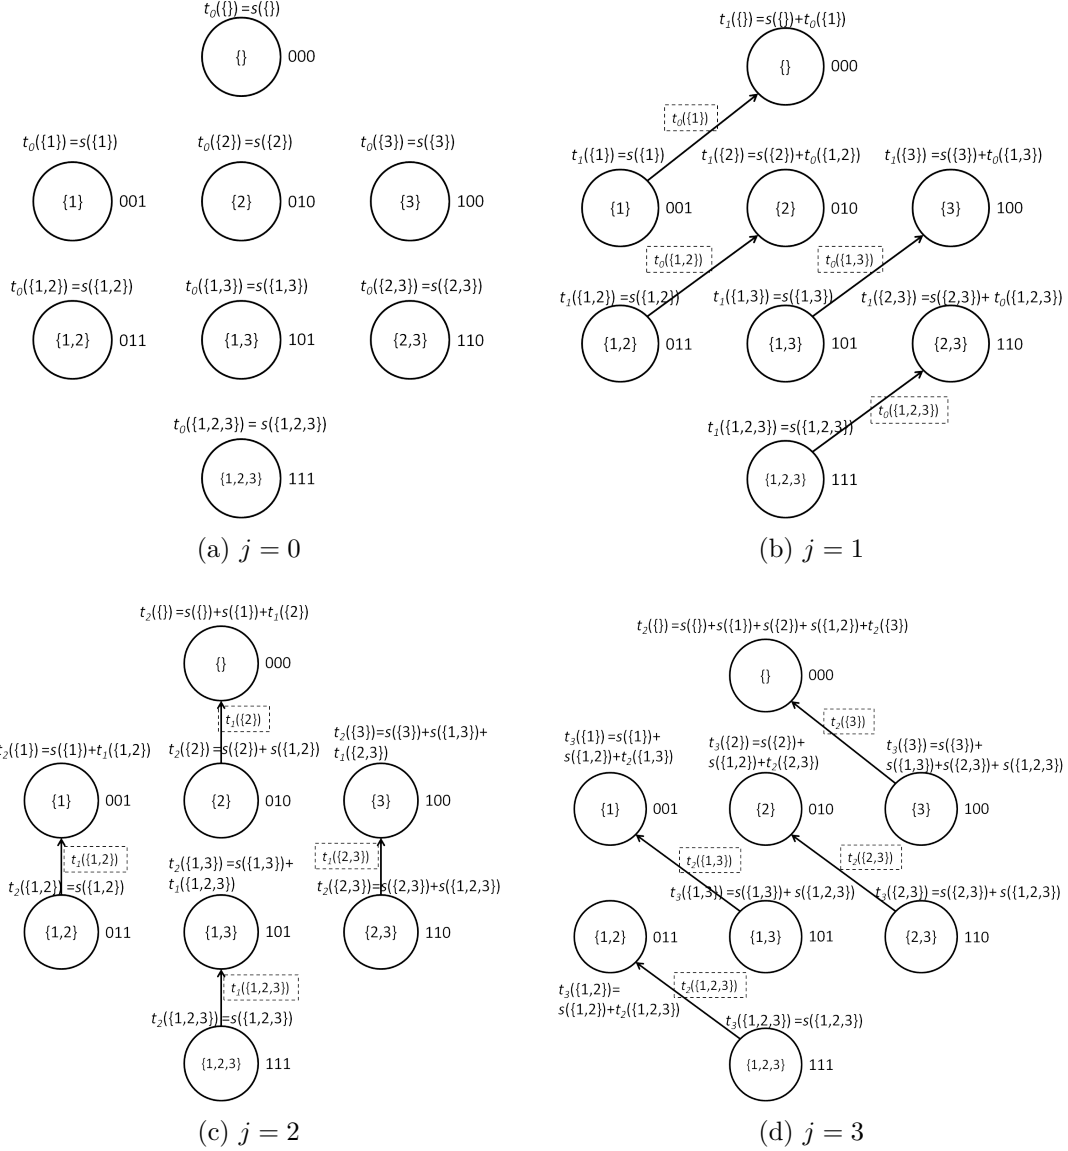 t0({}) =s({})
{} 000
t0({1}) =s({1}) t0({2}) =s({2}) t0({3}) =s({3})
{1} 001 {2} 010 {3} 100
t0({1,2}) =s({1,2}) t0({1,3}) =s({1,3}) t0({2,3}) =s({2,3})
{1,2} 011 {1,3} 101 {2,3} 110
t0({1,2,3}) = s({1,2,3})
{1,2,3} 111
(a) j = 0
t1({}) =s({})+t0({1})
{} 000
t0({1})
t1({1}) =s({1}) t1({2}) =s({2})+t0({1,2}) t1({3}) =s({3})+t0({1,3})
{1} 001 {2} 010 {3} 100
t0({1,2}) t0({1,3})
t1({1,2}) =s({1,2}) t1({1,3}) =s({1,3}) t1({2,3}) =s({2,3})+ t0({1,2,3})
{1,2} 011 {1,3} 101 {2,3} 110
t0({1,2,3})
t1({1,2,3}) =s({1,2,3})
{1,2,3} 111
(b) j = 1
t2({}) =s({})+s({1})+t1({2})
{} 000
t1({2})
t2({1}) =s({1})+t1({1,2}) t2({2}) =s({2})+ s({1,2}) t2({3})=s({3})+s({1,3})+
t1({2,3})
{1} 001 {2} 010 {3} 100
t1({1,2}) t1({2,3})
t2({1,2}) =s({1,2}) t2({1,3}) =s({1,3})+
t1({1,2,3})
t2({2,3})=s({2,3})+s({1,2,3})
{1,2} 011 {1,3} 101 {2,3} 110
t1({1,2,3})
t2({1,2,3}) =s({1,2,3})
{1,2,3} 111
(c) j = 2
t2({}) =s({})+s({1})+ s({2})+ s({1,2})+t2({3})
{} 000
t2({3})
t3({1}) =s({1})+
s({1,2})+t2({1,3})
t3({2}) =s({2})+
s({1,2})+t2({2,3})
t3({3}) =s({3})+
s({1,3})+s({2,3})+ s({1,2,3})
{1} 001 {2} 010 {3} 100
t2({1,3}) t2({2,3})
t3({1,3})=s({1,3})+ s({1,2,3}) t3({2,3}) =s({2,3})+ s({1,2,3})
{1,2} 011 {1,3} 101 {2,3} 110
t2({1,2,3})
t3({1,2})=
s({1,2})+t2({1,2,3})
t3({1,2,3}) =s({1,2,3})
{1,2,3} 111
(d) j = 3